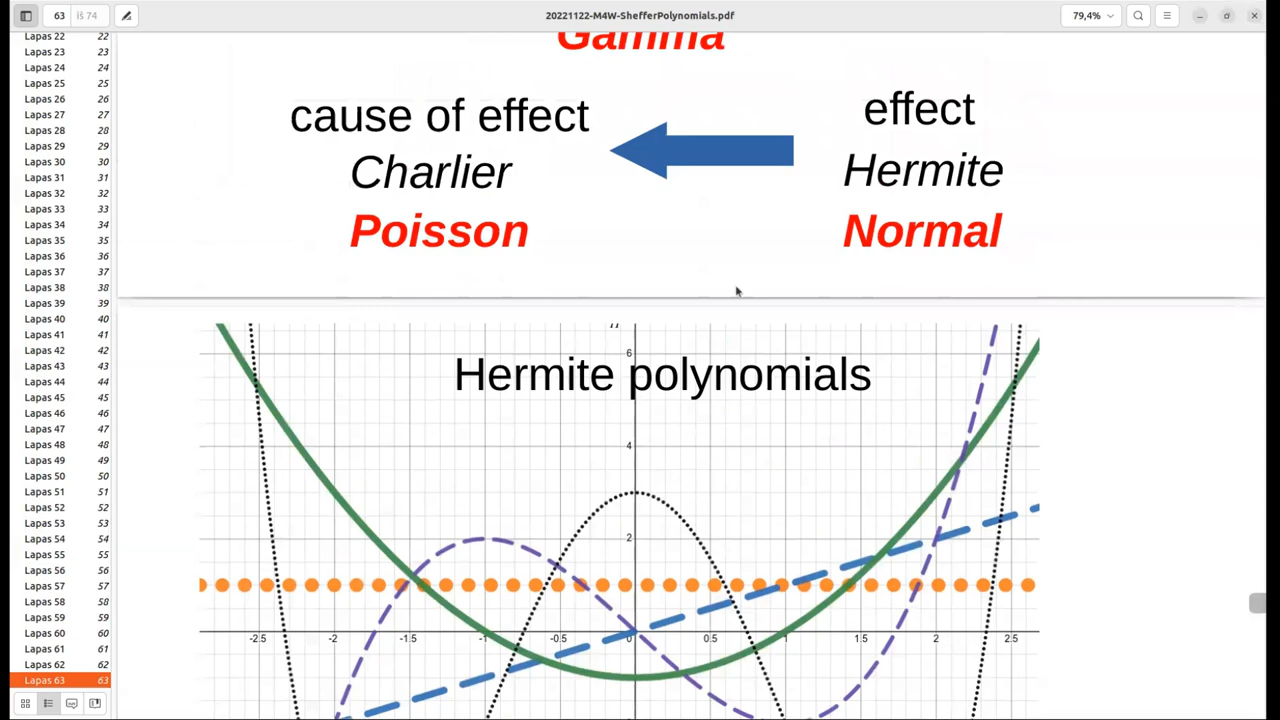 63 iš 74
20221122-M4W-ShefferPolynomials.pdf
79,4%
Lapas 22 22
Lapas 23 23
Lapas 24 24
Lapas 25 25
Lapas 26 26
Lapas 27 27
Lapas 28 28
Lapas 29 29
Lapas 30 30
Lapas 31 31
Lapas 32 32
Lapas 33 33
Lapas 34 34
Lapas 35 35
Lapas 36 36
Lapas 37 37
Lapas 38 38
Lapas 39 39
Lapas 40 40
Lapas 41 41
Lapas 42 42
Lapas 43 43
Lapas 44 44
Lapas 45 45
Lapas 46 46
Lapas 47 47
Lapas 48 48
Lapas 49 49
Lapas 50 50
Lapas 51 51
Lapas 52 52
Lapas 53 53
Lapas 54 54
Lapas 55 55
Lapas 56 56
Lapas 57 57
Lapas 58 58
Lapas 59 59
Lapas 60 60
Lapas 61 61
Lapas 62 62
Lapas 63 63
Gamma
cause of effect
Charlier
Poisson
effect
Hermite
Normal
Hermite polynomials
6
4
2
-2.5 -2 -1.5 -1 -0.5 0 0.5 1 1.5 2 2.5